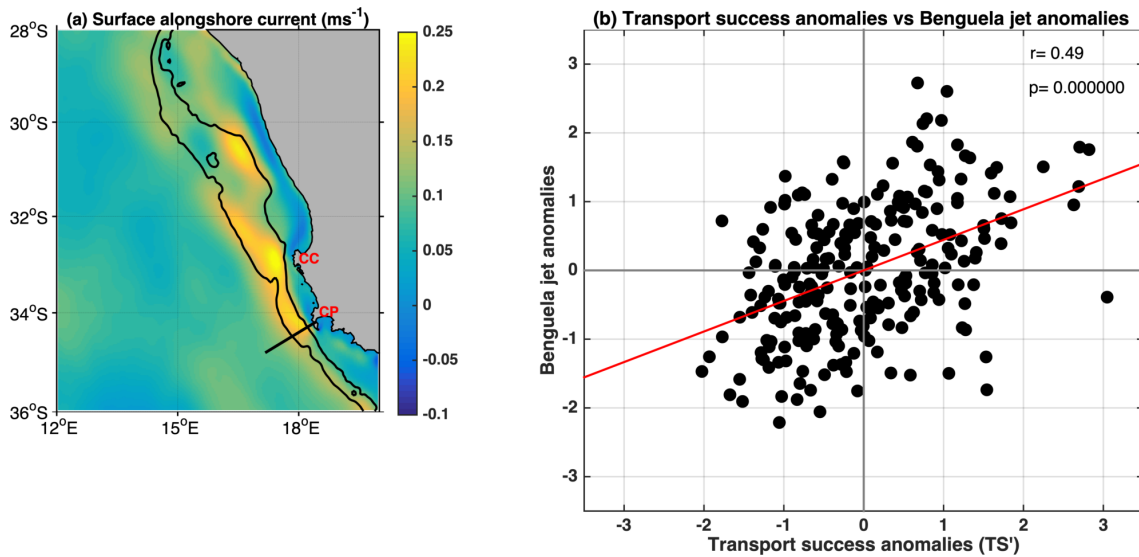 (a) Surface alongshore current (ms⁻¹)
28°S
30°S
32°S
34°S
36°S
12°E
15°E
18°E
CC
CP
0.25
0.2
0.15
0.1
0.05
0
-0.05
-0.1
(b) Transport success anomalies vs Benguela jet anomalies
r= 0.49
p= 0.000000
Benguela jet anomalies
3
2
1
0
-1
-2
-3
-3
-2
-1
0
1
2
3
Transport success anomalies (TS')